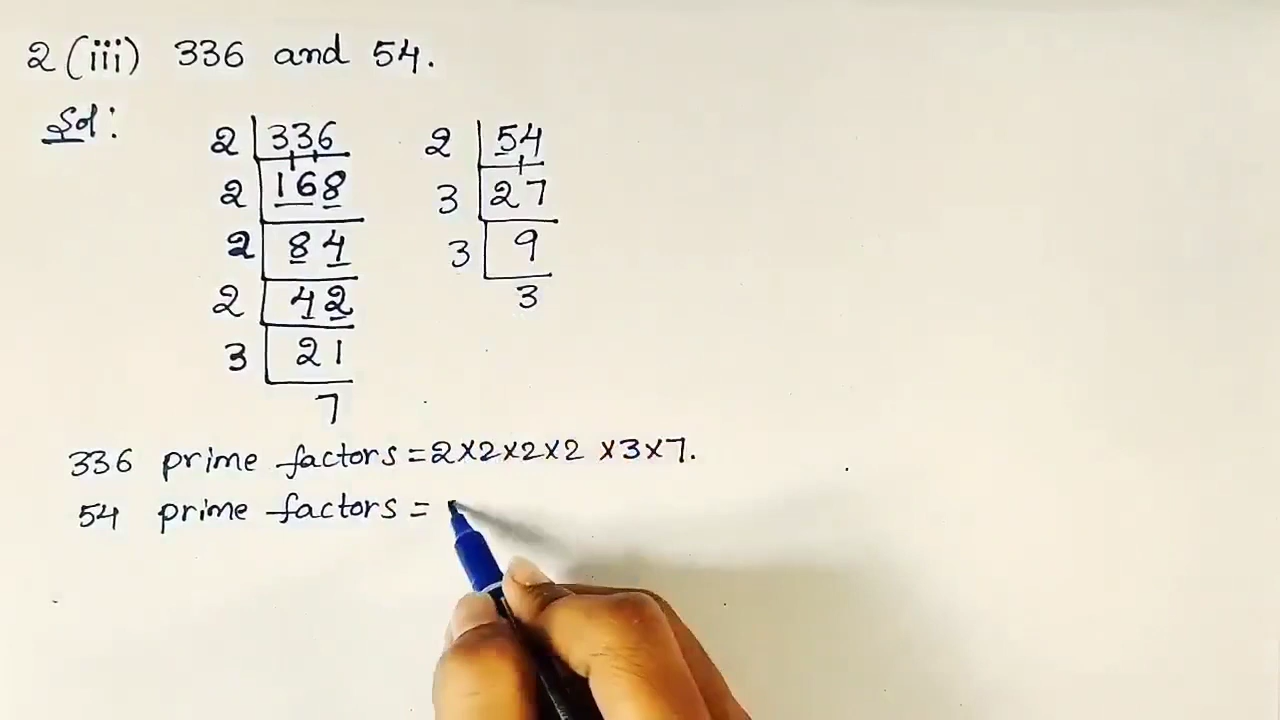 2 (iii) 336 and 54.
Sol:
2 | 336
2 | 168
2 | 84
2 | 42
3 | 21
7
2 | 54
3 | 27
3 | 9
3
336 prime factors = 2×2×2×2 ×3×7.
54 prime factors =